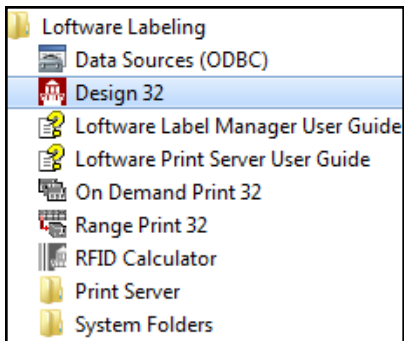 Loftware Labeling
Data Sources (ODBC)
Design 32
Loftware Label Manager User Guide
Loftware Print Server User Guide
On Demand Print 32
Range Print 32
RFID Calculator
Print Server
System Folders